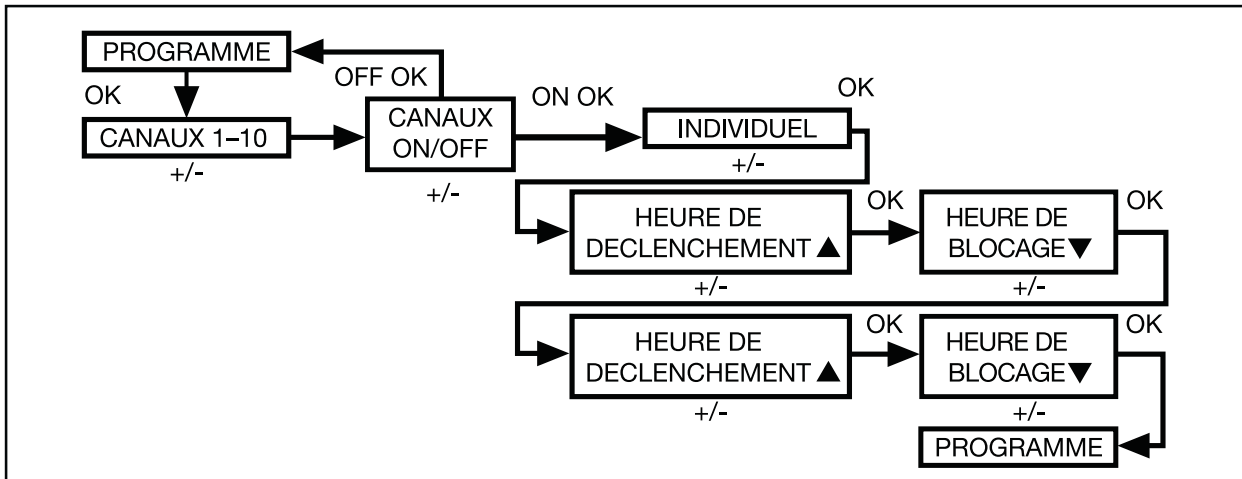 PROGRAMME
OK
OFF OK
CANAUX 1–10
+/-
CANAUX
ON/OFF
+/-
ON OK
INDIVIDUEL
+/-
OK
HEURE DE
DECLENCHEMENT ▲
+/-
OK
HEURE DE
BLOCAGE ▼
+/-
OK
HEURE DE
DECLENCHEMENT ▲
+/-
OK
HEURE DE
BLOCAGE ▼
+/-
OK
PROGRAMME